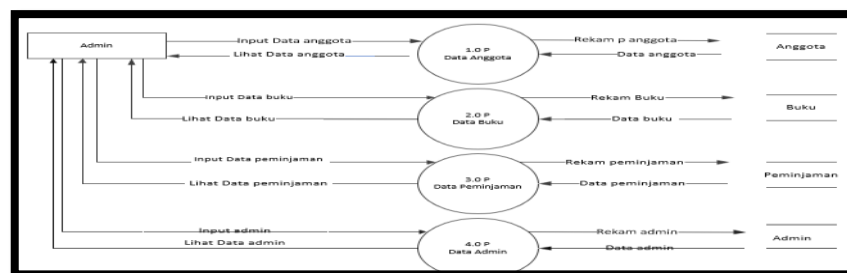 Admin
Input Data anggota
Lihat Data anggota
1.0 P
Data Anggota
Rekam p anggota
Data anggota
Anggota
Input Data buku
Lihat Data buku
2.0 P
Data Buku
Rekam Buku
Data buku
Buku
Input Data peminjaman
Lihat Data peminjaman
3.0 P
Data Peminjaman
Rekam peminjaman
Data peminjaman
Peminjaman
Input admin
Lihat Data admin
4.0 P
Data Admin
Rekam admin
Data admin
Admin